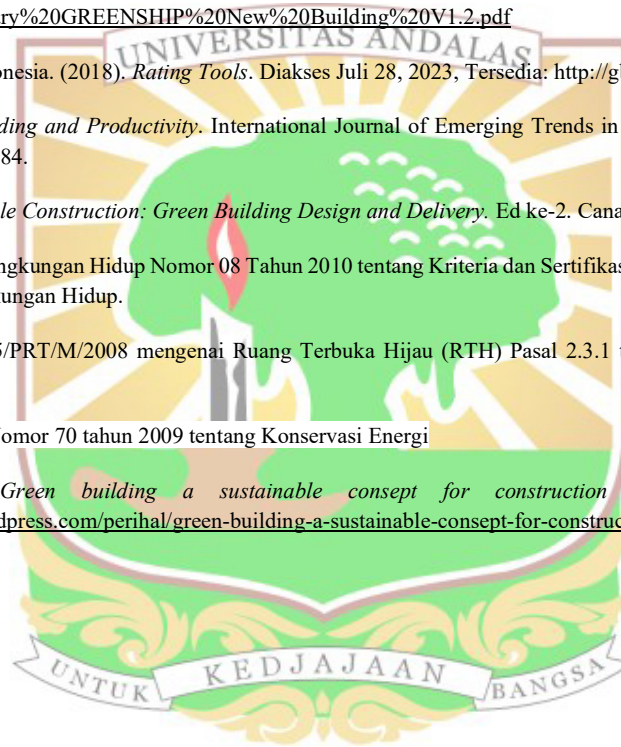 ry%20GREENSHIP%20New%20Building%20V1.2.pdf
UNIVERSITAS ANDALAS
onesia. (2018). Rating Tools. Diakses Juli 28, 2023, Tersedia: http://g
ding and Productivity. International Journal of Emerging Trends in
84.
le Construction: Green Building Design and Delivery. Ed ke-2. Cana
ngkungan Hidup Nomor 08 Tahun 2010 tentang Kriteria dan Sertifikas
kungan Hidup.
5/PRT/M/2008 mengenai Ruang Terbuka Hijau (RTH) Pasal 2.3.1
Nomor 70 tahun 2009 tentang Konservasi Energi
Green building a sustainable consept for construction
dpress.com/perihal/green-building-a-sustainable-consept-for-construc
UNTUK KEDJAJAAN BANGSA